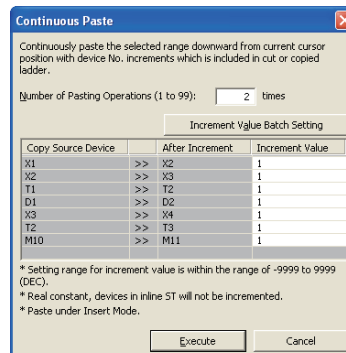 Continuous Paste
Continuously paste the selected range downward from current cursor
position with device No. increments which is included in cut or copied
ladder.
Number of Pasting Operations (1 to 99): 2 times
Increment Value Batch Setting
Copy Source Device After Increment Increment Value
X1 >> X2 1
X2 >> X3 1
T1 >> T2 1
D1 >> D2 1
X3 >> X4 1
T2 >> T3 1
M10 >> M11 1
* Setting range for increment value is within the range of -9999 to 9999
(DEC).
* Real constant, devices in inline ST will not be incremented.
* Paste under Insert Mode.
Execute Cancel